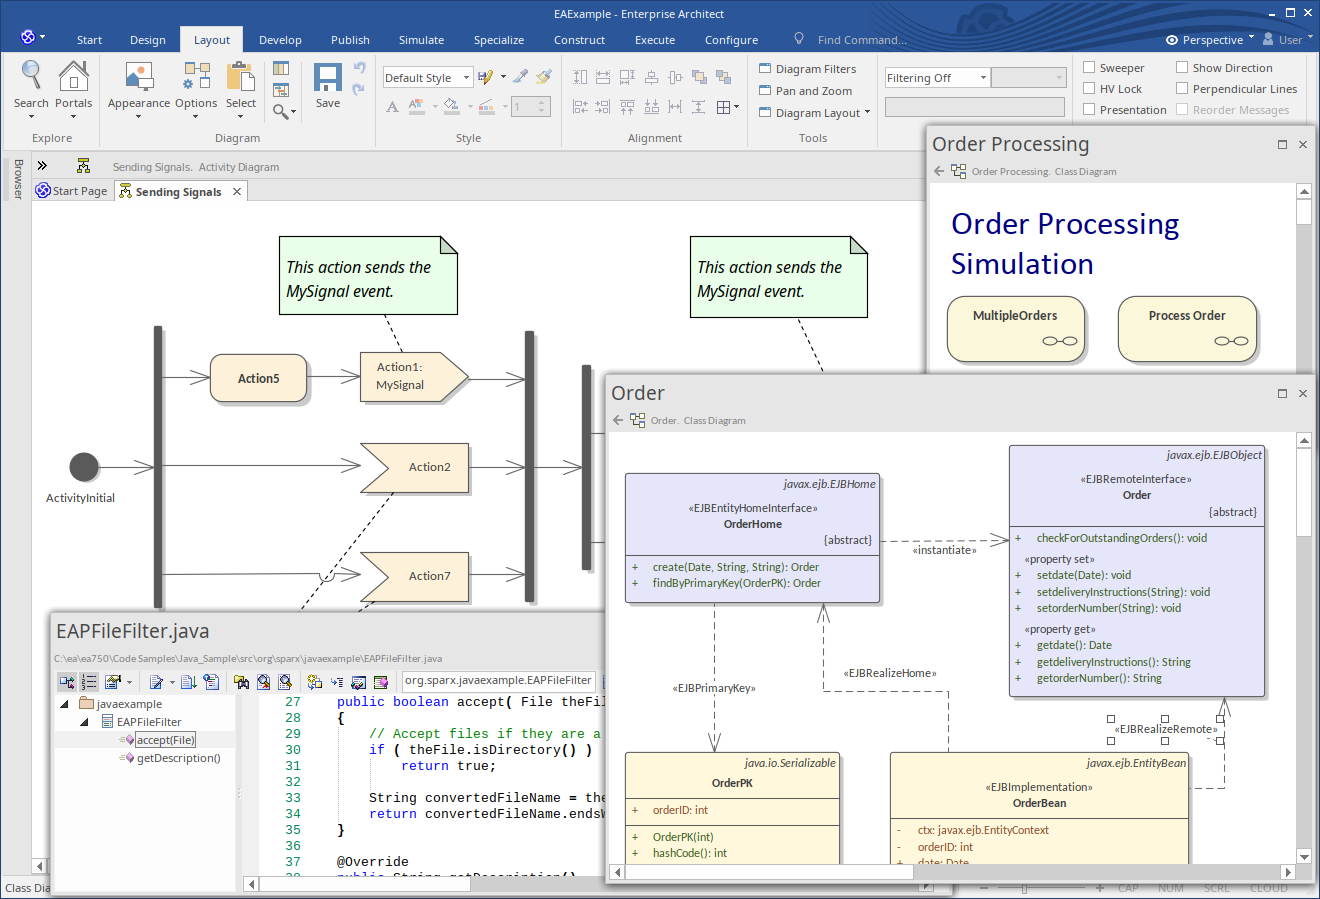 EAExample - Enterprise Architect
Start Design Layout Develop Publish Simulate Specialize Construct Execute Configure Find Command... Perspective User
Search Portals
Explore
Appearance Options Select
Diagram
Save
Default Style
1
Style
Alignment
Diagram Filters
Pan and Zoom
Diagram Layout
Tools
Filtering Off
Sweeper Show Direction
HV Lock Perpendicular Lines
Presentation Reorder Messages
Browser
Sending Signals. Activity Diagram
Start Page Sending Signals
This action sends the
MySignal event.
This action sends the
MySignal event.
Action5
Action1:
MySignal
Action2
ActivityInitial
Action7
Order Processing
Order Processing. Class Diagram
Order Processing
Simulation
MultipleOrders
Process Order
Order
Order. Class Diagram
javax.ejb.EJBHome
«EJBEntityHomeInterface»
OrderHome
{abstract}
+ create(Date, String, String): Order
+ findByPrimaryKey(OrderPK): Order
«instantiate»
javax.ejb.EJBObject
«EJBRemoteInterface»
Order
{abstract}
+ checkForOutstandingOrders(): void
«property set»
+ setdate(Date): void
+ setdeliveryInstructions(String): void
+ setorderNumber(String): void
«property get»
+ getdate(): Date
+ getdeliveryInstructions(): String
+ getorderNumber(): String
«EJBPrimaryKey»
«EJBRealizeHome»
«EJBRealizeRemote»
java.io.Serializable
OrderPK
+ orderID: int
+ OrderPK(int)
+ hashCode(): int
javax.ejb.EntityBean
«EJBImplementation»
OrderBean
- ctx: javax.ejb.EntityContext
- orderID: int
+ date: Date
EAPFileFilter.java
C:\ea\ea750\Code Samples\Java_Sample\src\org\sparx\javaexample\EAPFileFilter.java
org.sparx.javaexample.EAPFileFilter
javaexample
EAPFileFilter
accept(File)
getDescription()
27 public boolean accept( File theFil
28 {
29 // Accept files if they are a
30 if ( theFile.isDirectory() )
31 return true;
32
33 String convertedFileName = the
34 return convertedFileName.endsW
35 }
36
37 @Override
38 public String getDescription()
Class Dia
CAP NUM SCRL CLOUD